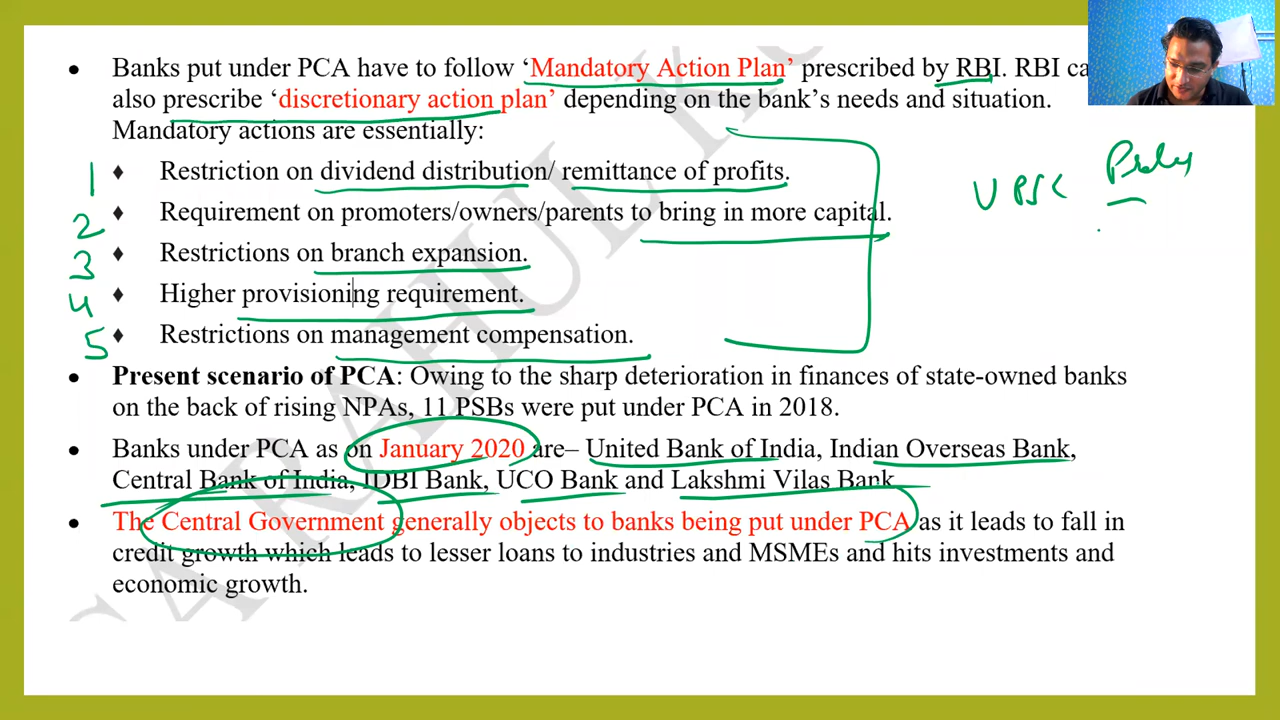 • Banks put under PCA have to follow ‘Mandatory Action Plan’ prescribed by RBI. RBI ca
also prescribe ‘discretionary action plan’ depending on the bank’s needs and situation.
Mandatory actions are essentially:
1 ♦ Restriction on dividend distribution/ remittance of profits.
2 ♦ Requirement on promoters/owners/parents to bring in more capital.
3 ♦ Restrictions on branch expansion.
4 ♦ Higher provisioning requirement.
5 ♦ Restrictions on management compensation.
UPSC
• Present scenario of PCA: Owing to the sharp deterioration in finances of state-owned banks
on the back of rising NPAs, 11 PSBs were put under PCA in 2018.
• Banks under PCA as on January 2020 are– United Bank of India, Indian Overseas Bank,
Central Bank of India, IDBI Bank, UCO Bank and Lakshmi Vilas Bank
• The Central Government generally objects to banks being put under PCA as it leads to fall in
credit growth which leads to lesser loans to industries and MSMEs and hits investments and
economic growth.